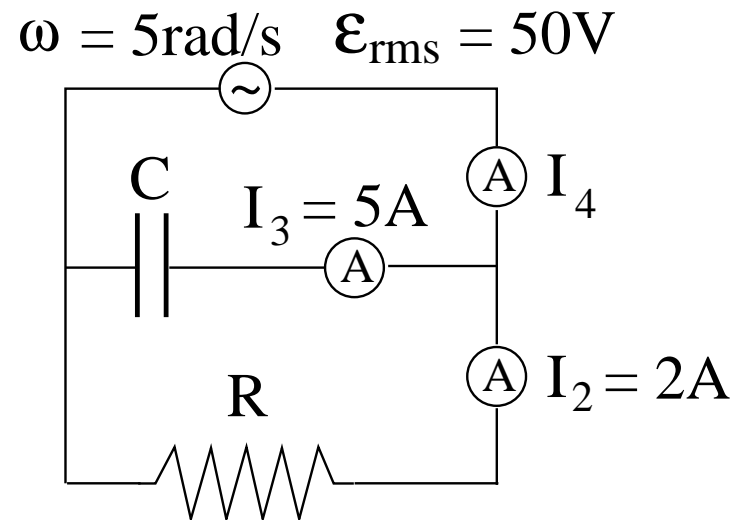 ω = 5rad/s ε_rms = 50V
~
C
I_3 = 5A
A I_4
A
A I_2 = 2A
R